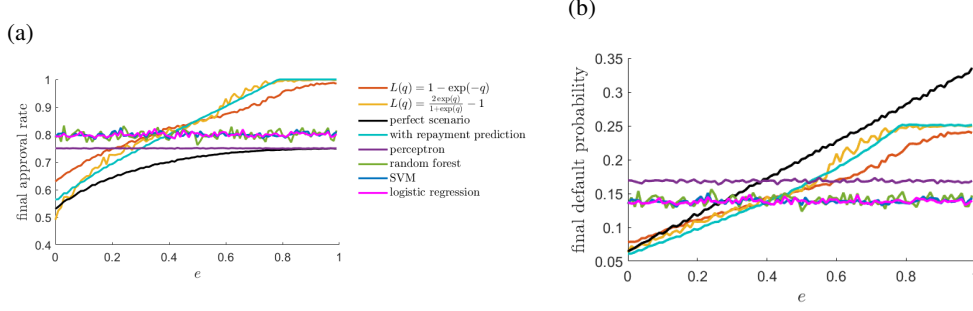 (a)
final approval rate
1
0.9
0.8
0.7
0.6
0.5
0.4
0
0.2
0.4
0.6
0.8
1
e
L(q) = 1 − exp(−q)
L(q) = 2 exp(q)/1+exp(q) − 1
perfect scenario
with repayment prediction
perceptron
random forest
SVM
logistic regression
(b)
final default probability
0.35
0.3
0.25
0.2
0.15
0.1
0.05
0
0.2
0.4
0.6
0.8
1
e